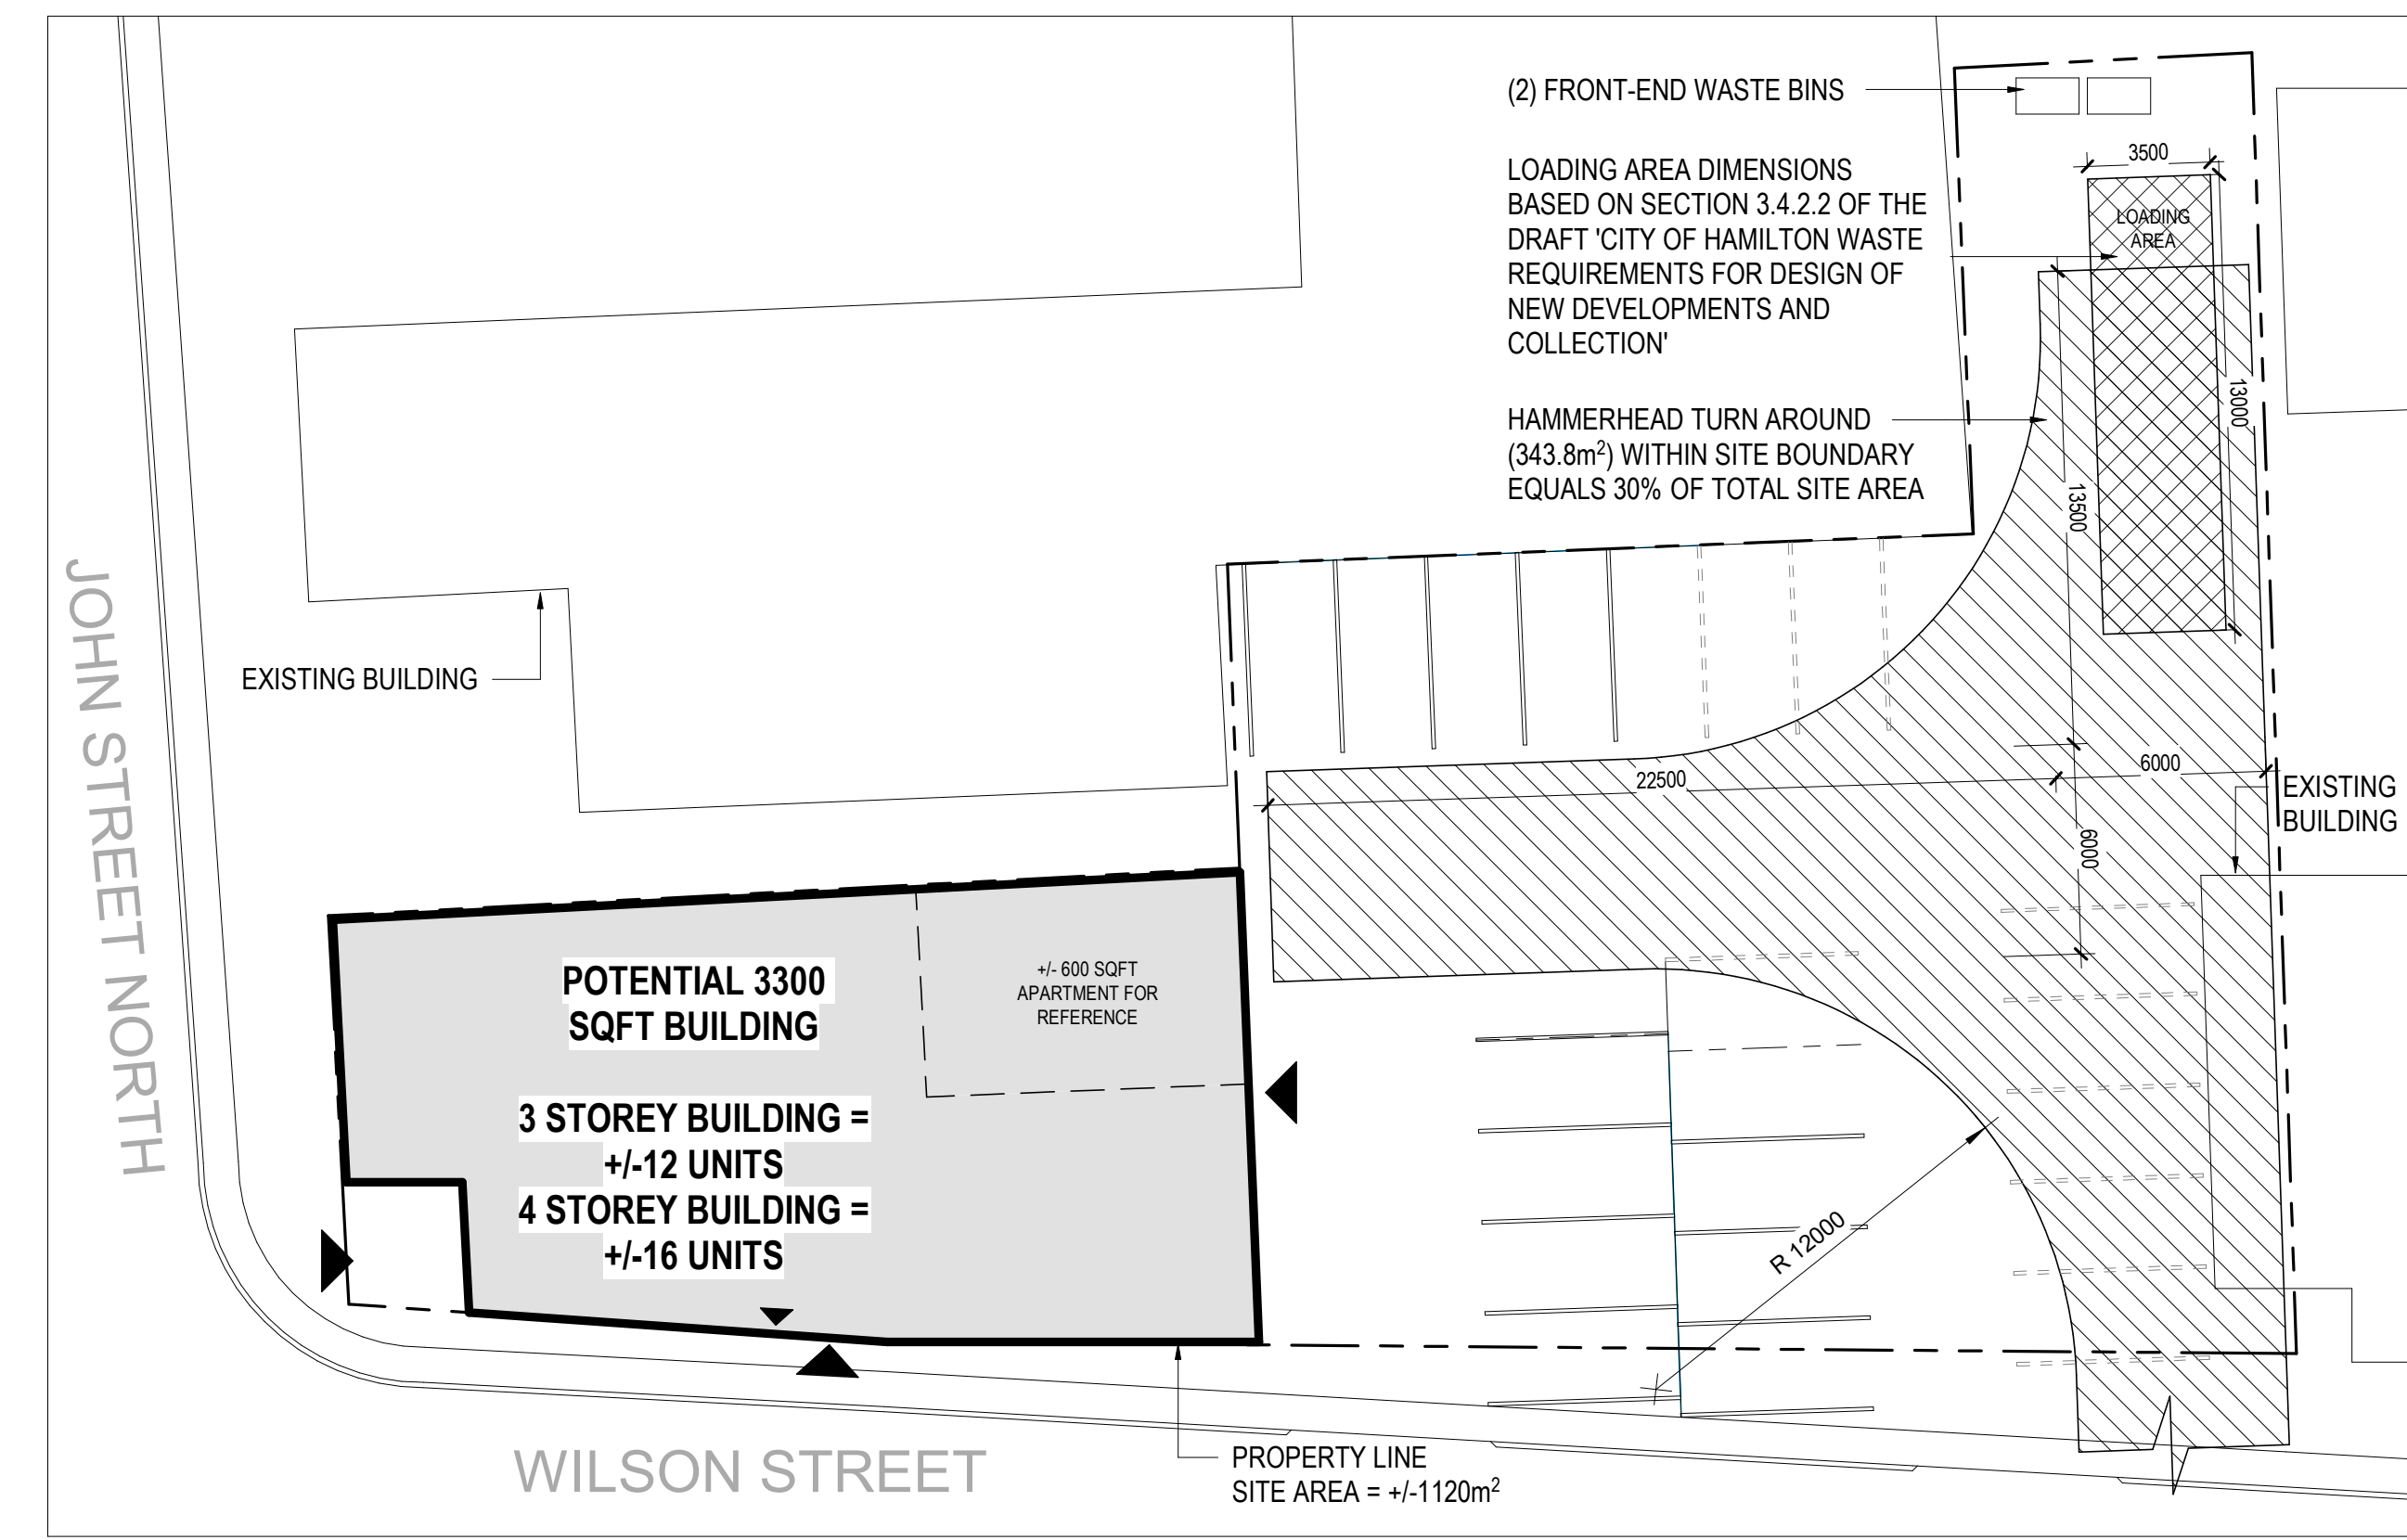 (2) FRONT-END WASTE BINS
LOADING AREA DIMENSIONS
BASED ON SECTION 3.4.2.2 OF THE
DRAFT 'CITY OF HAMILTON WASTE
REQUIREMENTS FOR DESIGN OF
NEW DEVELOPMENTS AND
COLLECTION'
HAMMERHEAD TURN AROUND
(343.8m²) WITHIN SITE BOUNDARY
EQUALS 30% OF TOTAL SITE AREA
3500
LOADING
AREA
13000
13500
22500
6000
6000
EXISTING
BUILDING
EXISTING BUILDING
JOHN STREET NORTH
POTENTIAL 3300
SQFT BUILDING
3 STOREY BUILDING =
+/-12 UNITS
4 STOREY BUILDING =
+/-16 UNITS
+/- 600 SQFT
APARTMENT FOR
REFERENCE
R 12000
WILSON STREET
PROPERTY LINE
SITE AREA = +/-1120m²